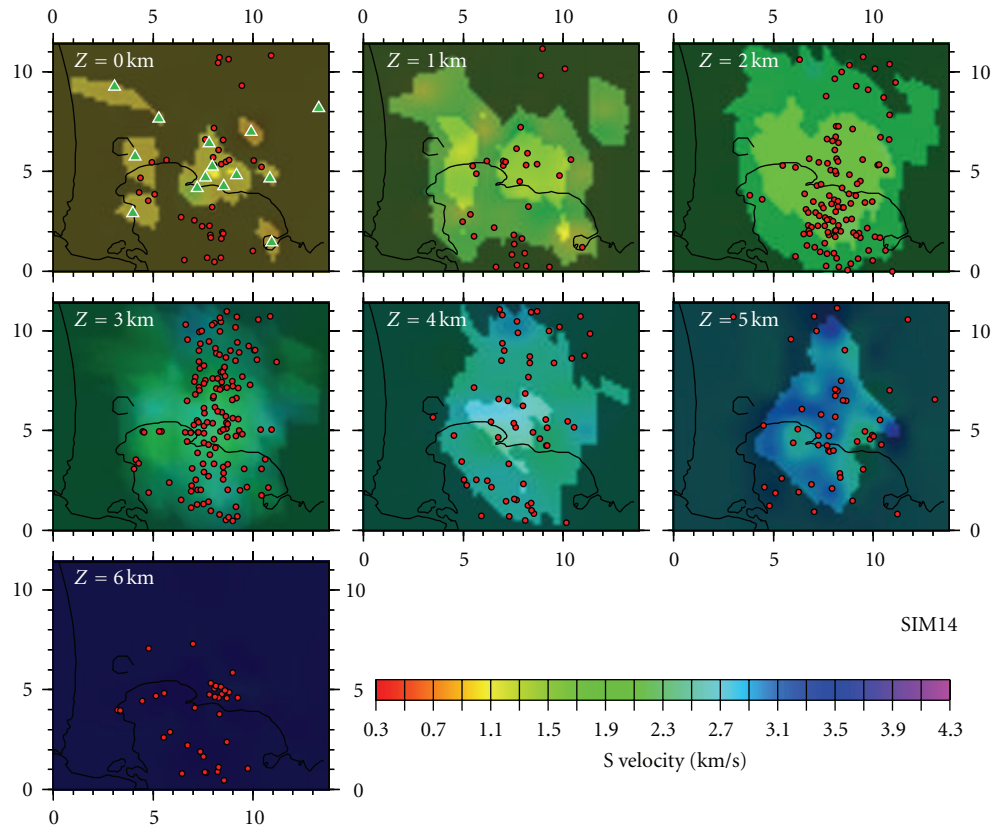 0 5 10 0 5 10 0 5 10
Z = 0 km Z = 1 km Z = 2 km
10 10
5 5
0 0
Z = 3 km Z = 4 km Z = 5 km
10 10
5 5
0 0
Z = 6 km
0 5 10 0 5 10
10 10
SIM14
5 5
0.3 0.7 1.1 1.5 1.9 2.3 2.7 3.1 3.5 3.9 4.3
S velocity (km/s)
0 0
0 5 10